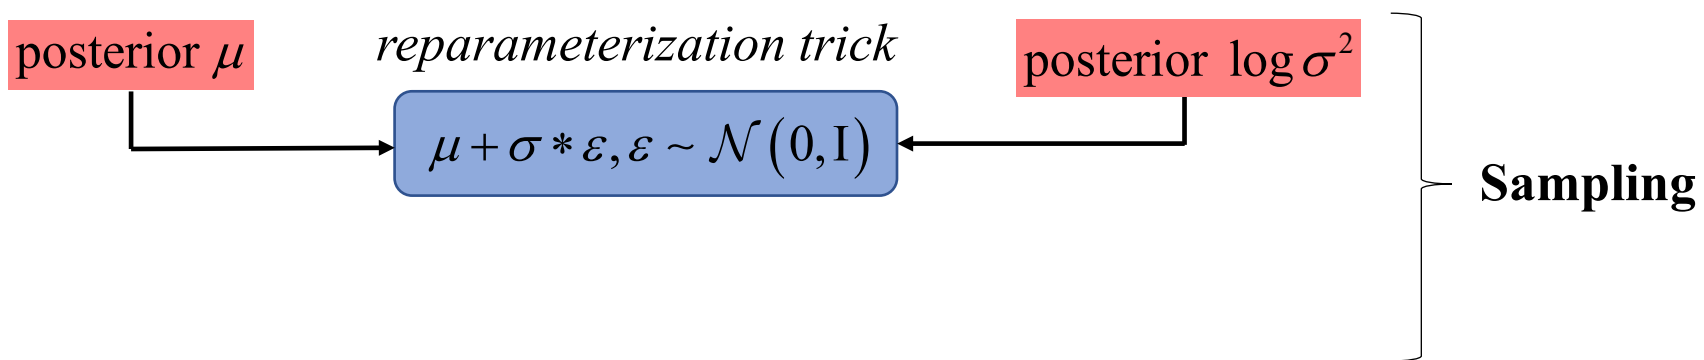 posterior μ
reparameterization trick
posterior log σ²
μ + σ * ε, ε ~ 𝒩(0, I)
Sampling